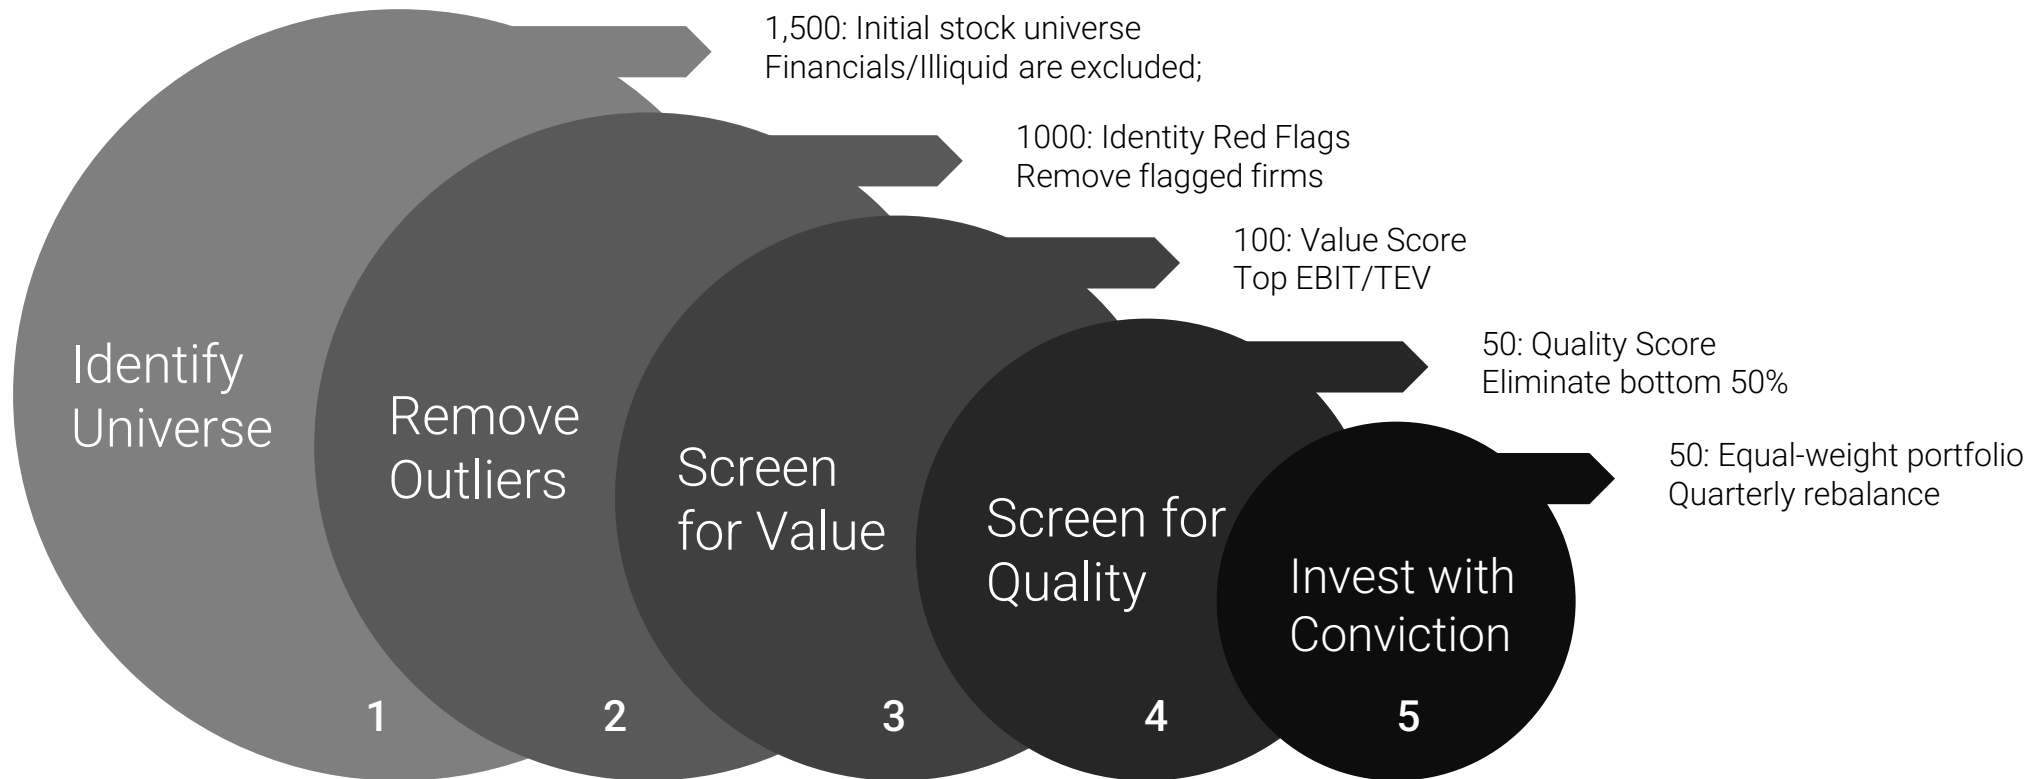 1,500: Initial stock universe
Financials/Illiquid are excluded;
1000: Identity Red Flags
Remove flagged firms
100: Value Score
Top EBIT/TEV
50: Quality Score
Eliminate bottom 50%
50: Equal-weight portfolio
Quarterly rebalance
Identify
Universe
Remove
Outliers
Screen
for Value
Screen for
Quality
Invest with
Conviction
1
2
3
4
5